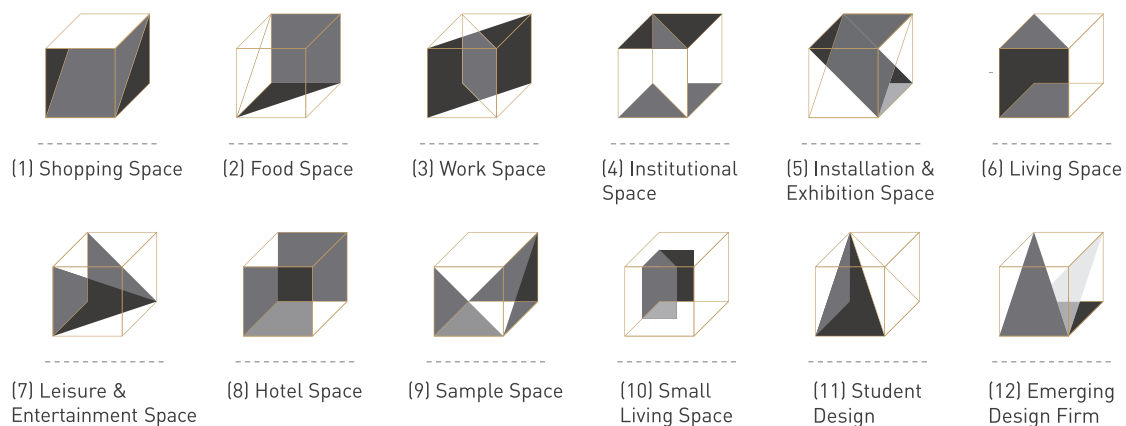 (1) Shopping Space
(2) Food Space
(3) Work Space
(4) Institutional
Space
(5) Installation &
Exhibition Space
(6) Living Space
(7) Leisure &
Entertainment Space
(8) Hotel Space
(9) Sample Space
(10) Small
Living Space
(11) Student
Design
(12) Emerging
Design Firm